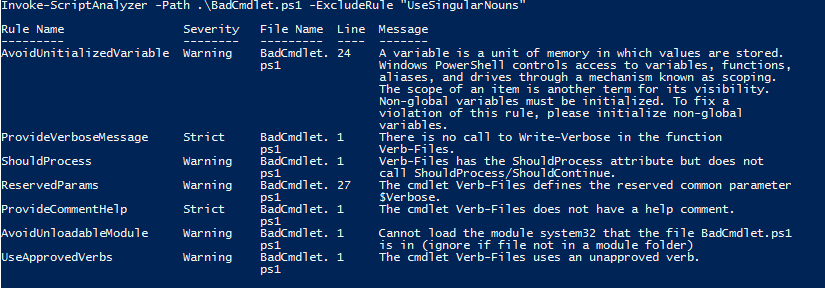 Invoke-ScriptAnalyzer -Path .\BadCmdlet.ps1 -ExcludeRule "UseSingularNouns"
Rule Name Severity File Name Line Message
--------- -------- --------- ---- -------
AvoidUnitializedVariable Warning BadCmdlet. 24 A variable is a unit of memory in which values are stored.
ps1 Windows PowerShell controls access to variables, functions,
aliases, and drives through a mechanism known as scoping.
The scope of an item is another term for its visibility.
Non-global variables must be initialized. To fix a
violation of this rule, please initialize non-global
variables.
ProvideVerboseMessage Strict BadCmdlet. 1 There is no call to Write-Verbose in the function
ps1 Verb-Files.
ShouldProcess Warning BadCmdlet. 1 Verb-Files has the ShouldProcess attribute but does not
ps1 call ShouldProcess/ShouldContinue.
ReservedParams Warning BadCmdlet. 27 The cmdlet Verb-Files defines the reserved common parameter
ps1 $Verbose.
ProvideCommentHelp Strict BadCmdlet. 1 The cmdlet Verb-Files does not have a help comment.
ps1
AvoidUnloadableModule Warning BadCmdlet. 1 Cannot load the module system32 that the file BadCmdlet.ps1
ps1 is in (ignore if file not in a module folder)
UseApprovedVerbs Warning BadCmdlet. 1 The cmdlet Verb-Files uses an unapproved verb.
ps1